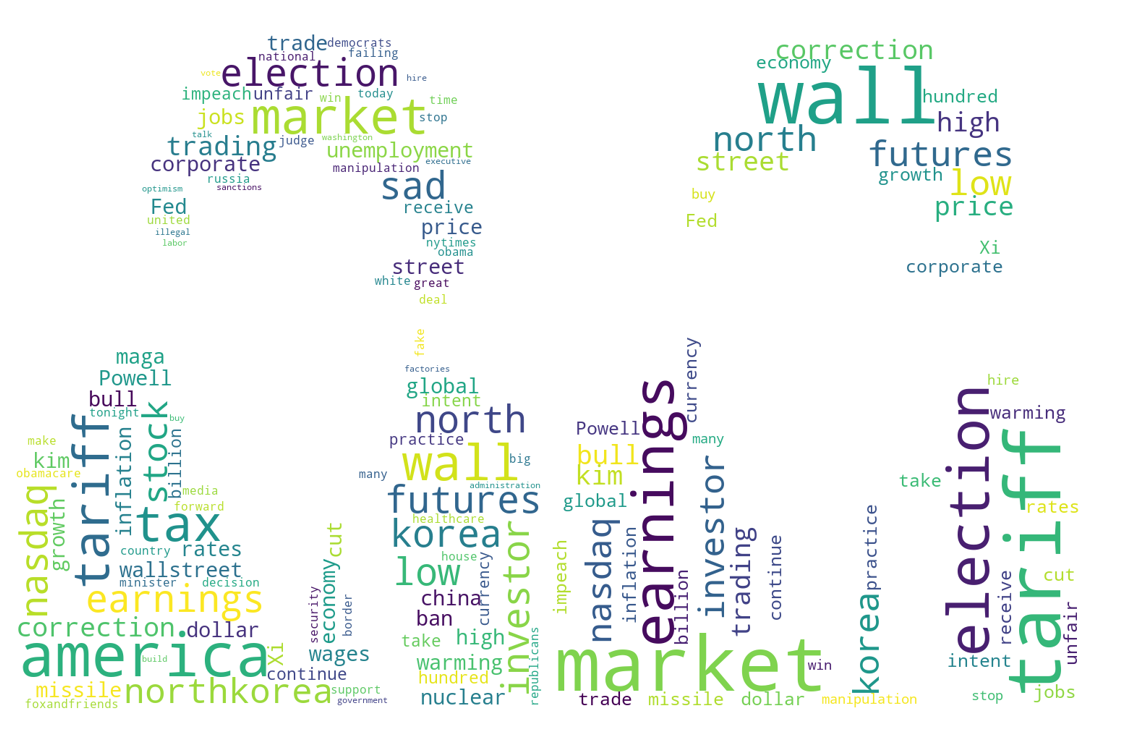 trade democrats
national failing
vote election hire
impeach unfair win today time
jobs market stop
talk washington
trading judge unemployment
corporate manipulation executive
russia sad
optimism sanctions
Fed receive
united price
illegal nytimes
labor obama
street
white great
deal
fake
maga factories
Powell global
bull intent
tonight buy north
make tariff stock practice
kim inflation billion wall big
obamacare many
nasdaq media administration
growth forward futures
tax healthcare
country rates cut korea
wallstreet house
minister decision low investor
earnings economy china currency
security border ban
correction dollar take high
america build Xi wages warming
continue hundred
missile northkorea support nuclear republicans
foxandfriends government
correction
economy
wall hundred
north high
street futures
growth low
buy price
Fed
Xi
corporate
currency
earnings hire
Powell many election warming
bull
kim investor take tariff
global rates
nasdaq practice
inflation trading
impeach continue cut
billion korea receive unfair
market win intent
trade missile dollar manipulation stop jobs